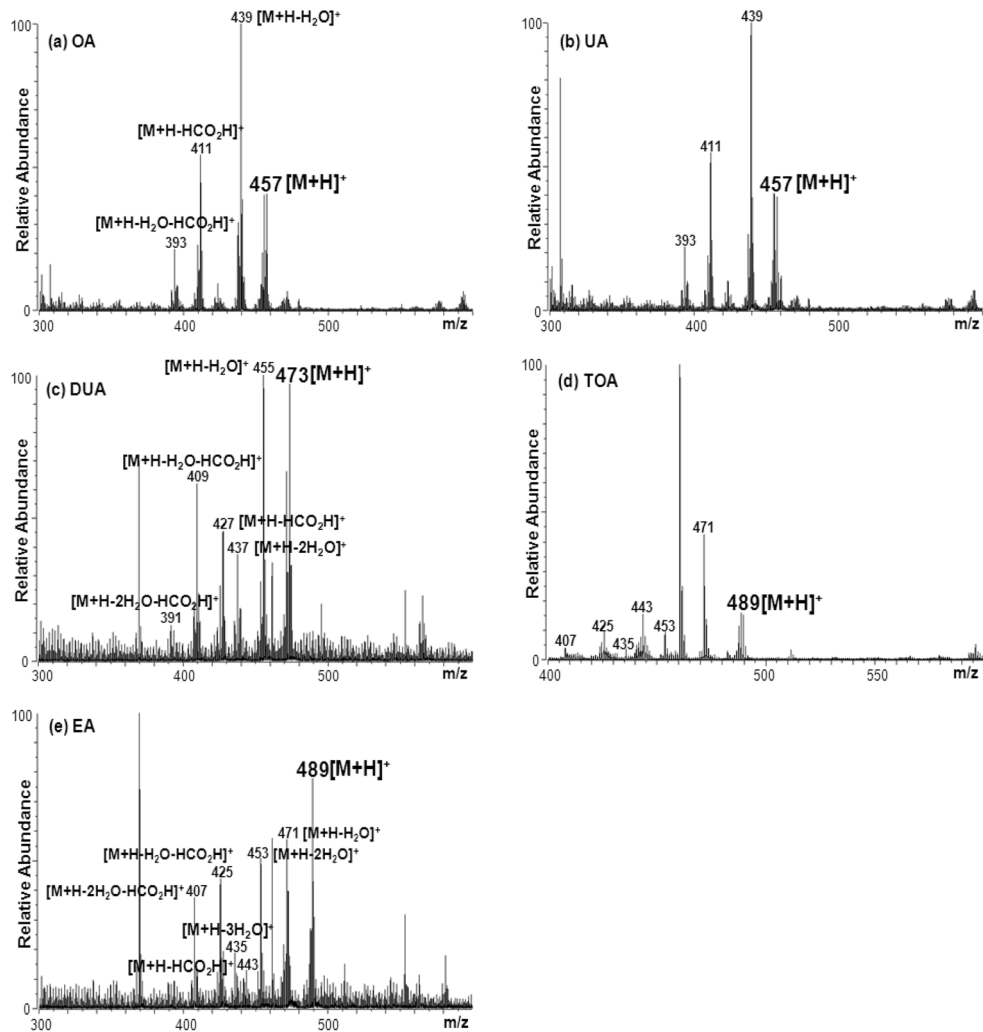 (a) OA
100
439 [M+H-H₂O]⁺
[M+H-HCO₂H]⁺
411
457 [M+H]⁺
[M+H-H₂O-HCO₂H]⁺
393
Relative Abundance
0
300
400
500
m/z
(b) UA
100
439
411
457 [M+H]⁺
393
Relative Abundance
0
300
400
500
m/z
(c) DUA
100
[M+H-H₂O]⁺ 455
473[M+H]⁺
[M+H-H₂O-HCO₂H]⁺
409
427 [M+H-HCO₂H]⁺
437 [M+H-2H₂O]⁺
[M+H-2H₂O-HCO₂H]⁺
391
Relative Abundance
0
300
400
500
m/z
(d) TOA
100
471
489[M+H]⁺
443
425
453
435
407
Relative Abundance
0
400
500
550
m/z
(e) EA
100
489[M+H]⁺
471 [M+H-H₂O]⁺
[M+H-H₂O-HCO₂H]⁺
453 [M+H-2H₂O]⁺
425
[M+H-2H₂O-HCO₂H]⁺ 407
[M+H-3H₂O]⁺
435
[M+H-HCO₂H]⁺ 443
Relative Abundance
0
300
400
500
m/z